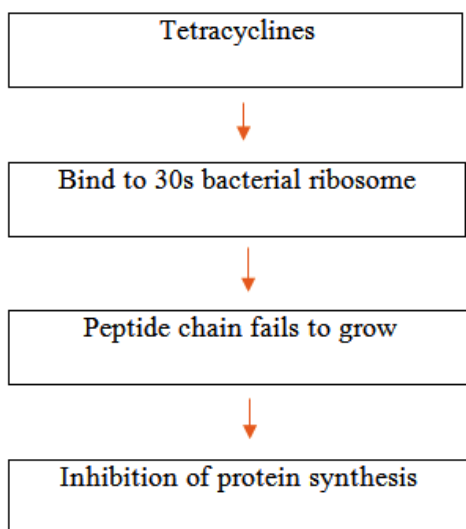 Tetracyclines
Bind to 30s bacterial ribosome
Peptide chain fails to grow
Inhibition of protein synthesis